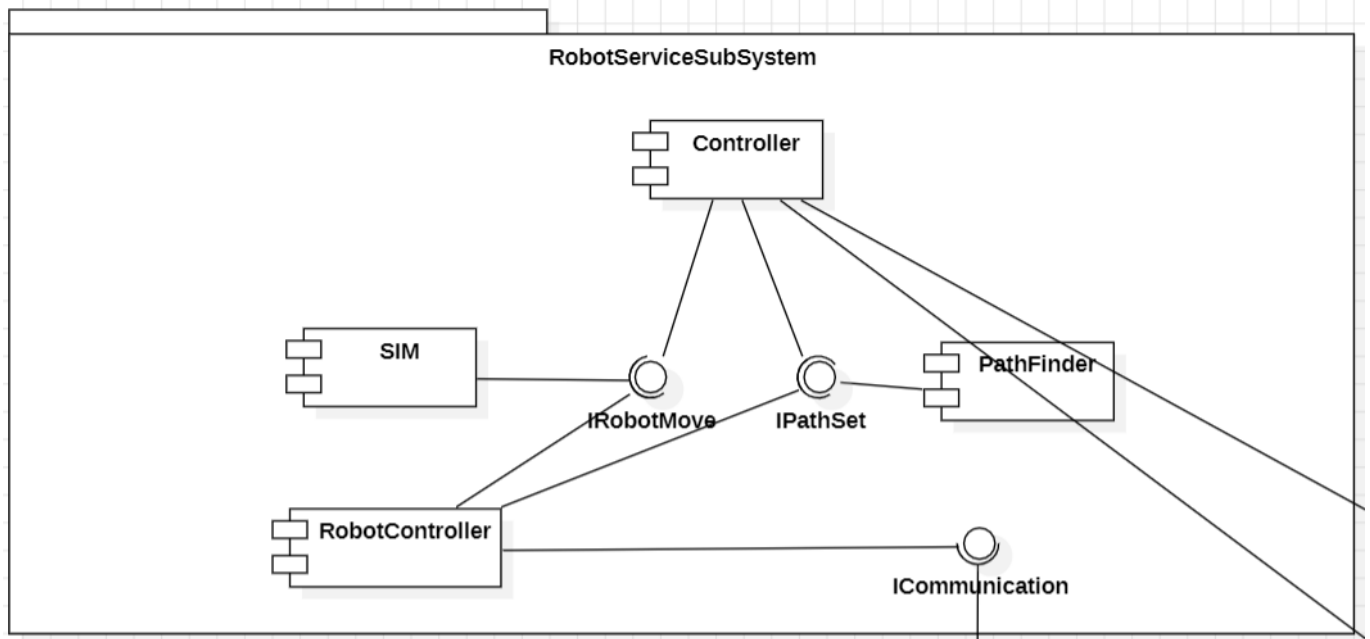 RobotServiceSubSystem
Controller
SIM
PathFinder
IRobotMove
IPathSet
RobotController
ICommunication